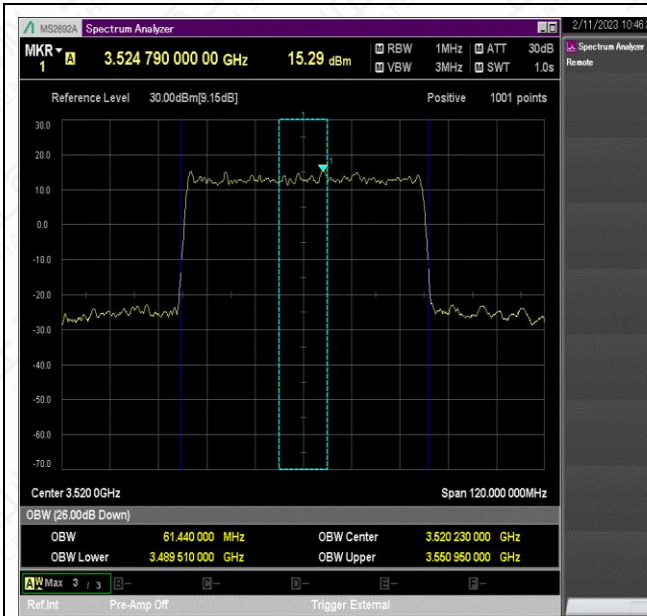 MS2692A Spectrum Analyzer
2/11/2023 10:46:
MKR 1 A 3.524 790 000 00 GHz 15.29 dBm
M RBW 1MHz M ATT 30dB
M VBW 3MHz M SWT 1.0s
Spectrum Analyzer
Remote
Reference Level 30.00dBm[9.15dB] Positive 1001 points
30.0
20.0
10.0
0.0
-10.0
-20.0
-30.0
-40.0
-50.0
-60.0
-70.0
1
Center 3.520 0GHz Span 120.000 000MHz
OBW (26.00dB Down)
OBW 61.440 000 MHz OBW Center 3.520 230 000 GHz
OBW Lower 3.489 510 000 GHz OBW Upper 3.550 950 000 GHz
A W Max 3 / 3 B- C- D- E- F-
Ref.Int Pre-Amp Off Trigger External